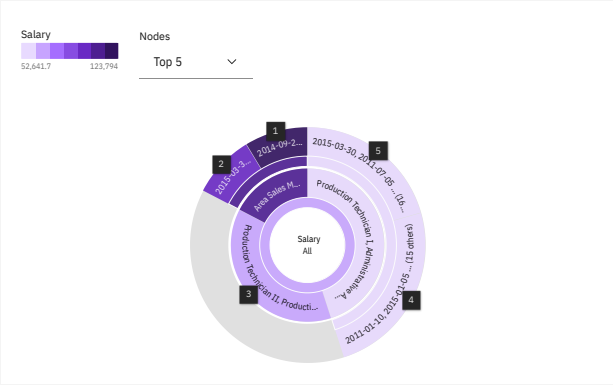 Salary
52,641.7 123,794
Nodes
Top 5
1
2014-09-2...
2
2015-03-3...
5
2015-03-30, 2011-07-05 ... (16 ...
Area Sales M...
Production Technician I, Administrative A...
Salary
All
Production Technician II, Producti...
3
4
2011-01-10, 2015-01-05 ... (15 others)